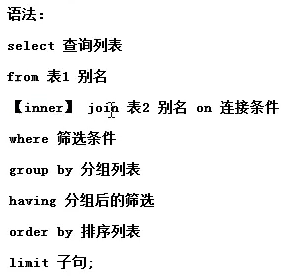 语法：
select 查询列表
from 表1 别名
【inner】 join 表2 别名 on 连接条件
where 筛选条件
group by 分组列表
having 分组后的筛选
order by 排序列表
limit 子句;